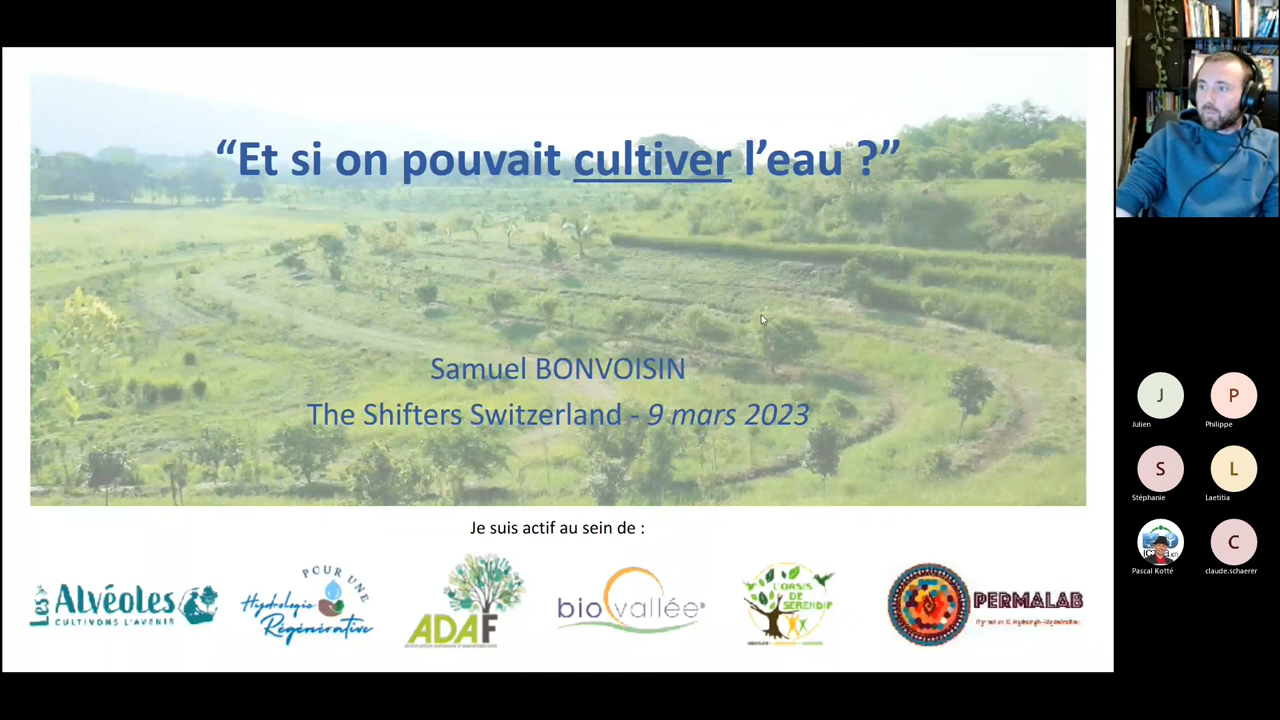 “Et si on pouvait cultiver l’eau ?”
Samuel BONVOISIN
The Shifters Switzerland - 9 mars 2023
Je suis actif au sein de :
Les Alvéoles
CULTIVONS L'AVENIR
POUR UNE
Hydrologie
Régénérative
ADAF
biovallée
L'OASIS
DE
SERENDIP
PERMALAB
J
Julien
P
Philippe
S
Stéphanie
L
Laetitia
Pascal Kotté
C
claude.schaerer